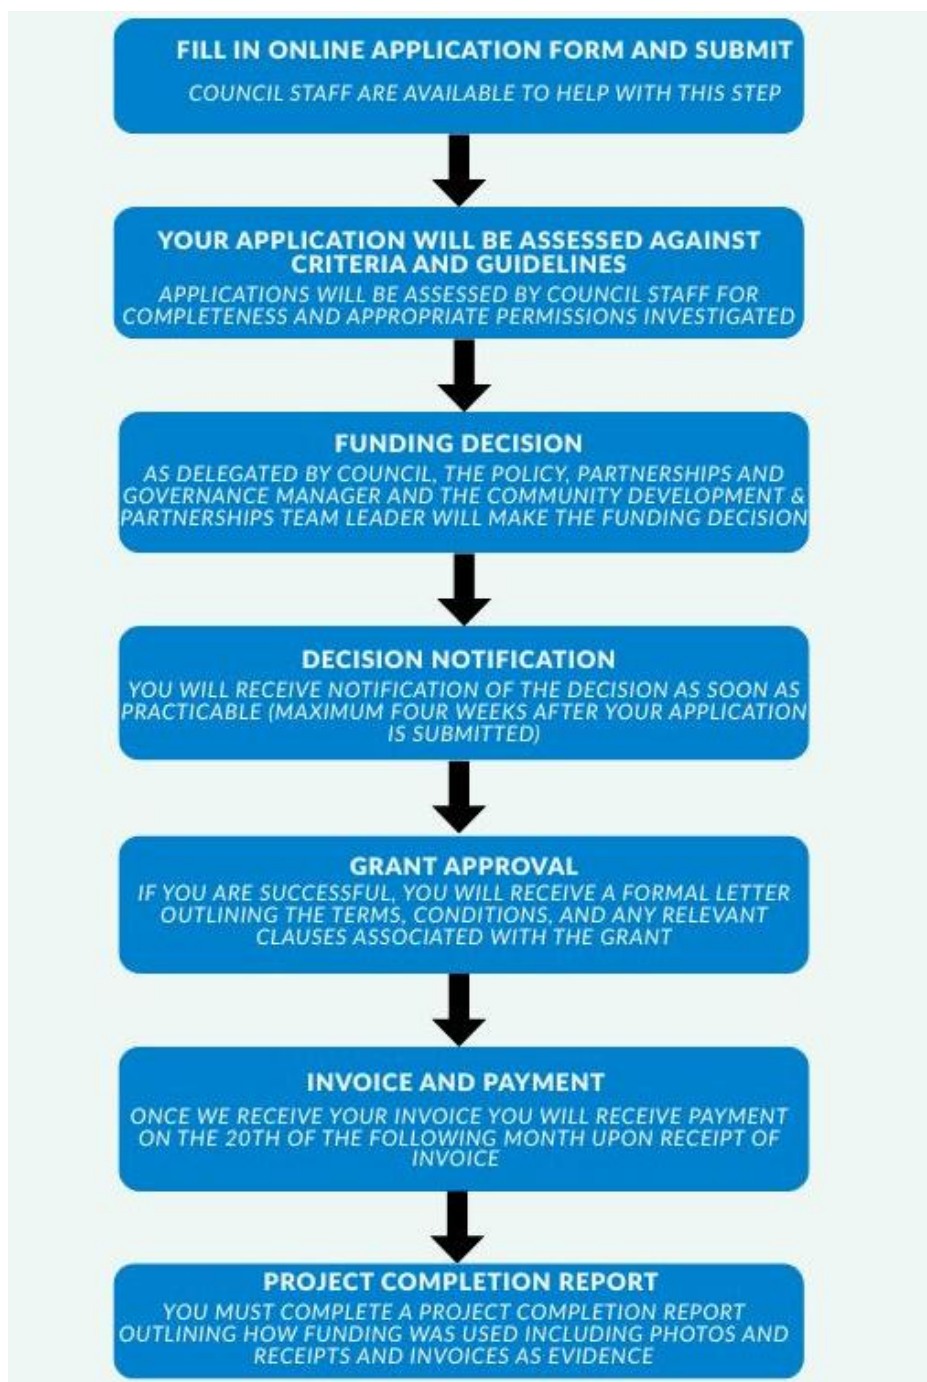 FILL IN ONLINE APPLICATION FORM AND SUBMIT
COUNCIL STAFF ARE AVAILABLE TO HELP WITH THIS STEP
YOUR APPLICATION WILL BE ASSESSED AGAINST
CRITERIA AND GUIDELINES
APPLICATIONS WILL BE ASSESSED BY COUNCIL STAFF FOR
COMPLETENESS AND APPROPRIATE PERMISSIONS INVESTIGATED
FUNDING DECISION
AS DELEGATED BY COUNCIL, THE POLICY, PARTNERSHIPS AND
GOVERNANCE MANAGER AND THE COMMUNITY DEVELOPMENT &
PARTNERSHIPS TEAM LEADER WILL MAKE THE FUNDING DECISION
DECISION NOTIFICATION
YOU WILL RECEIVE NOTIFICATION OF THE DECISION AS SOON AS
PRACTICABLE (MAXIMUM FOUR WEEKS AFTER YOUR APPLICATION
IS SUBMITTED)
GRANT APPROVAL
IF YOU ARE SUCCESSFUL, YOU WILL RECEIVE A FORMAL LETTER
OUTLINING THE TERMS, CONDITIONS, AND ANY RELEVANT
CLAUSES ASSOCIATED WITH THE GRANT
INVOICE AND PAYMENT
ONCE WE RECEIVE YOUR INVOICE YOU WILL RECEIVE PAYMENT
ON THE 20TH OF THE FOLLOWING MONTH UPON RECEIPT OF
INVOICE
PROJECT COMPLETION REPORT
YOU MUST COMPLETE A PROJECT COMPLETION REPORT
OUTLINING HOW FUNDING WAS USED INCLUDING PHOTOS AND
RECEIPTS AND INVOICES AS EVIDENCE